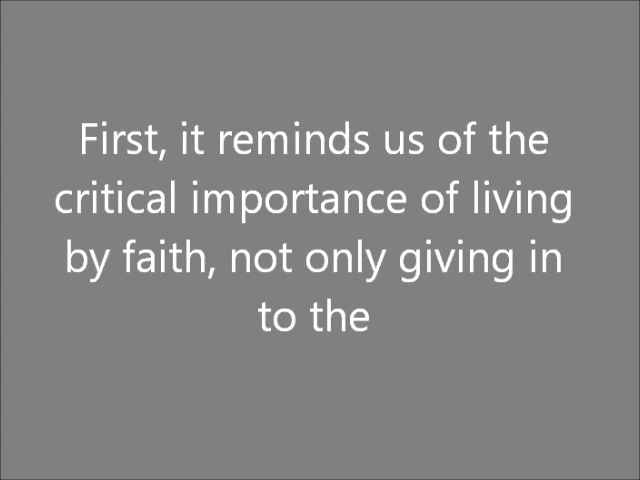 First, it reminds us of the
critical importance of living
by faith, not only giving in
to the